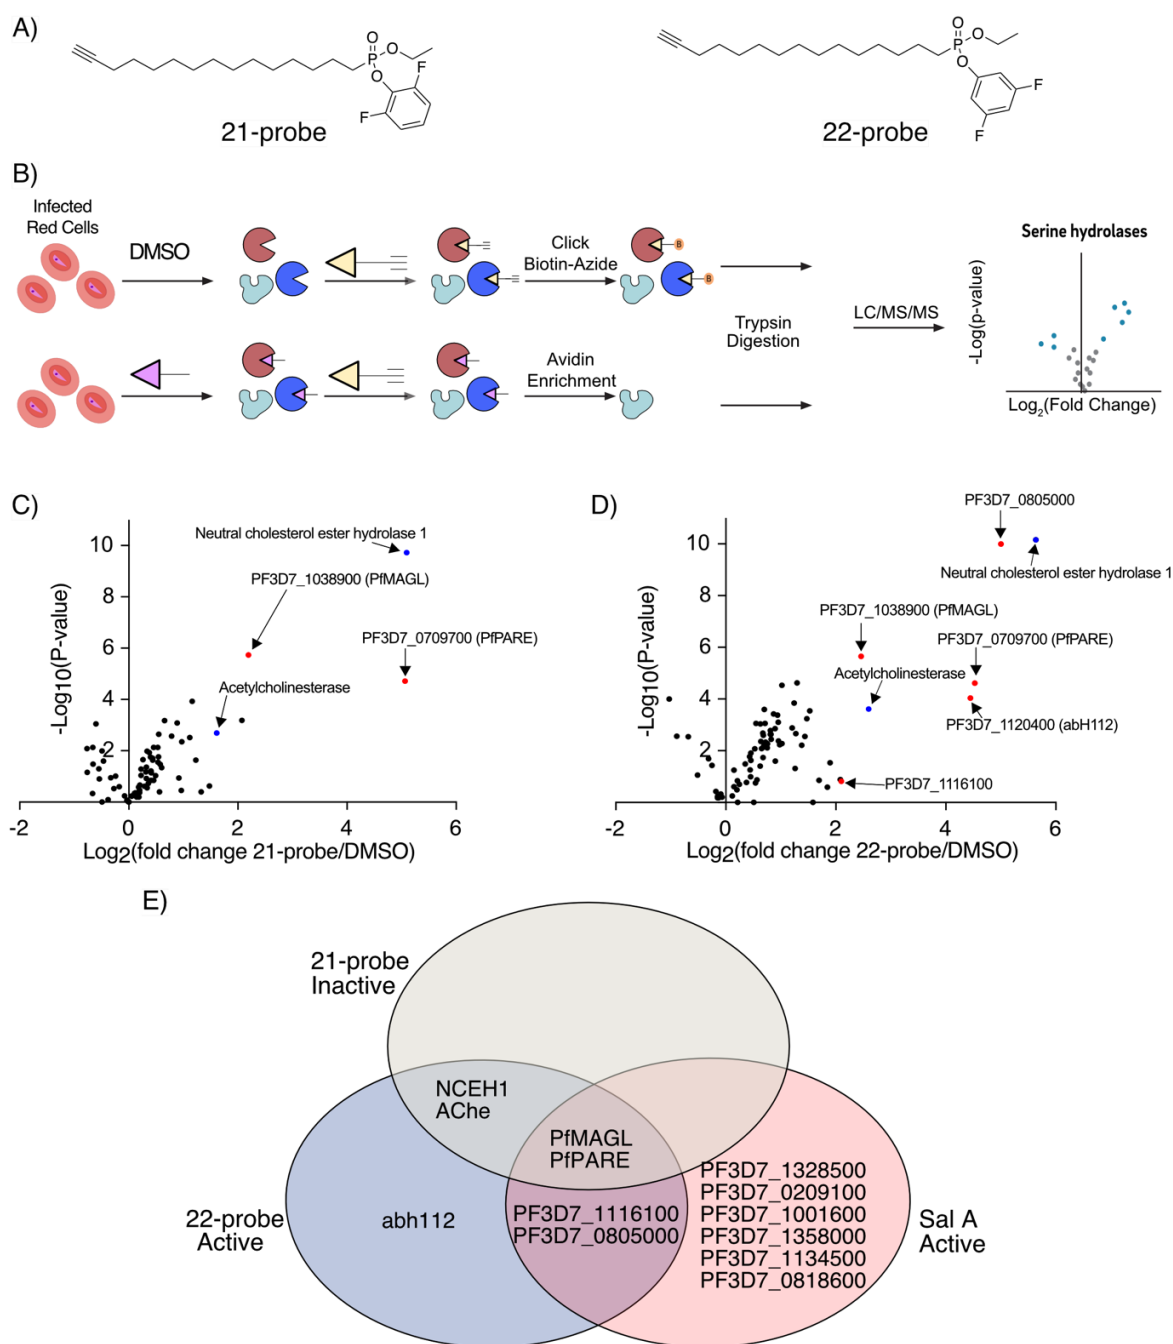 A)
O
P
O
O
F
F
21-probe
O
P
O
O
F
F
22-probe
B)
Infected
Red Cells
DMSO
Click
Biotin-Azide
B
B
Avidin
Enrichment
Trypsin
Digestion
LC/MS/MS
Serine hydrolases
-Log(p-value)
Log2(Fold Change)
C)
Neutral cholesterol ester hydrolase 1
PF3D7_1038900 (PfMAGL)
PF3D7_0709700 (PfPARE)
Acetylcholinesterase
-Log10(P-value)
10
8
6
4
2
-2
0
2
4
6
Log2(fold change 21-probe/DMSO)
D)
PF3D7_0805000
Neutral cholesterol ester hydrolase 1
PF3D7_1038900 (PfMAGL)
PF3D7_0709700 (PfPARE)
Acetylcholinesterase
PF3D7_1120400 (abH112)
PF3D7_1116100
-Log10(P-value)
10
8
6
4
2
-2
0
2
4
6
Log2(fold change 22-probe/DMSO)
E)
21-probe
Inactive
NCEH1
AChe
PfMAGL
PfPARE
22-probe
Active
abh112
PF3D7_1116100
PF3D7_0805000
PF3D7_1328500
PF3D7_0209100
PF3D7_1001600
PF3D7_1358000
PF3D7_1134500
PF3D7_0818600
Sal A
Active